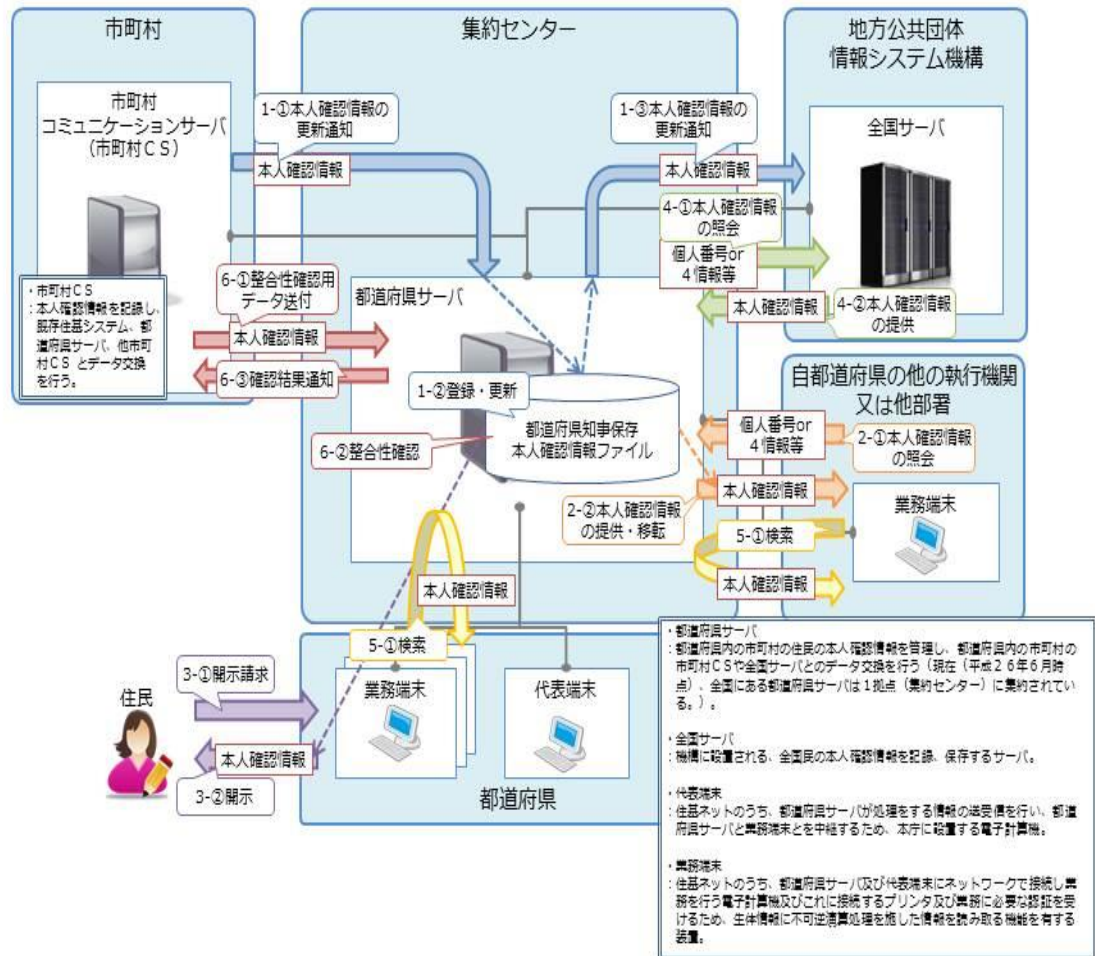 市町村
集約センター
地方公共団体
情報システム機構
市町村
コミュニケーションサーバ
（市町村ＣＳ）
1-①本人確認情報の
更新通知
本人確認情報
1-③本人確認情報の
更新通知
本人確認情報
全国サーバ
4-①本人確認情報
の照会
個人番号or
４情報等
本人確認情報
4-②本人確認情報
の提供
・市町村ＣＳ
：本人確認情報を記録し、
既存住基システム、都
道府県サーバ、他市町
村ＣＳ とデータ交換
を行う。
6-①整合性確認用
データ送付
本人確認情報
6-③確認結果通知
都道府県サーバ
1-②登録・更新
6-②整合性確認
都道府県知事保存
本人確認情報ファイル
自都道府県の他の執行機関
又は他部署
個人番号or
４情報等
2-①本人確認情報
の照会
本人確認情報
2-②本人確認情報
の提供・移転
業務端末
5-①検索
本人確認情報
本人確認情報
5-①検索
業務端末
代表端末
都道府県
住民
3-①開示請求
本人確認情報
3-②開示
・都道府県サーバ
：都道府県内の市町村の住民の本人確認情報を管理し、都道府県内の市町村の
市町村ＣＳや全国サーバとのデータ交換を行う（現在（平成２６年６月時
点）、全国にある都道府県サーバは１拠点（集約センター）に集約されてい
る。）。
・全国サーバ
：機構に設置される、全国民の本人確認情報を記録、保存するサーバ。
・代表端末
：住基ネットのうち、都道府県サーバが処理をする情報の送受信を行い、都道
府県サーバと業務端末とを中継するため、本庁に設置する電子計算機。
・業務端末
：住基ネットのうち、都道府県サーバ及び代表端末にネットワークで接続し業
務を行う電子計算機及びこれに接続するプリンタ及び業務に必要な認証を受
けるため、生体情報に不可逆演算処理を施した情報を読み取る機能を有する
装置。